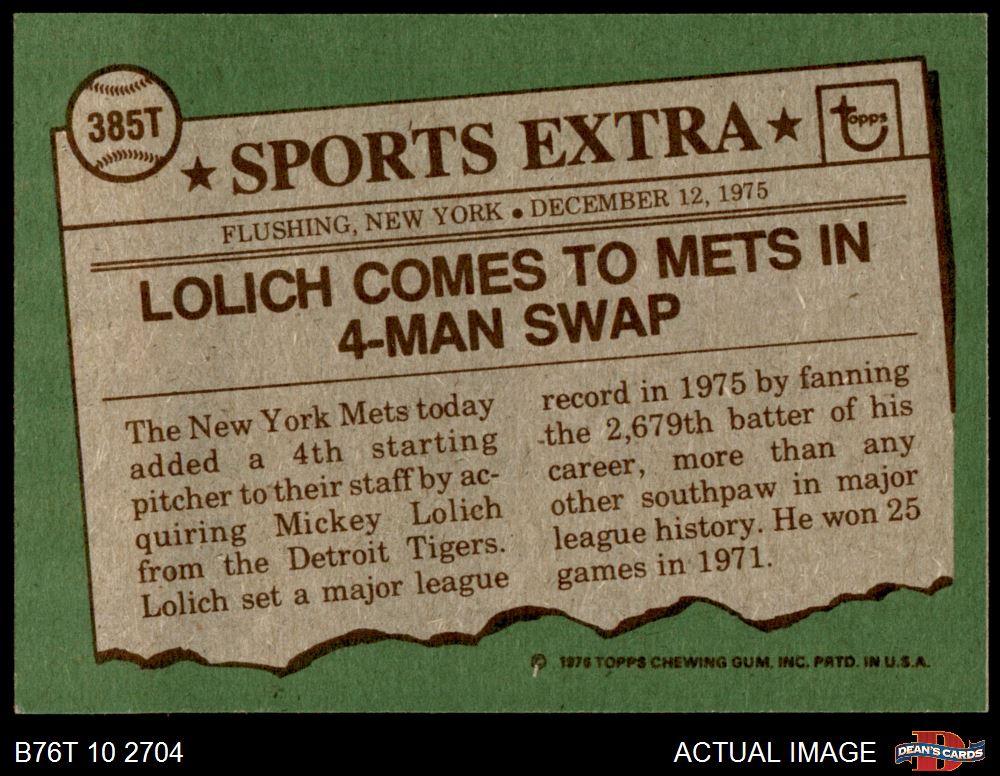 385T
★ SPORTS EXTRA ★
topps
FLUSHING, NEW YORK • DECEMBER 12, 1975
LOLICH COMES TO METS IN
4-MAN SWAP
The New York Mets today
added a 4th starting
pitcher to their staff by ac-
quiring Mickey Lolich
from the Detroit Tigers.
Lolich set a major league
record in 1975 by fanning
the 2,679th batter of his
career, more than any
other southpaw in major
league history. He won 25
games in 1971.
© 1976 TOPPS CHEWING GUM, INC. PRTD. IN U.S.A.
B76T 10 2704
ACTUAL IMAGE
DEAN'S CARDS